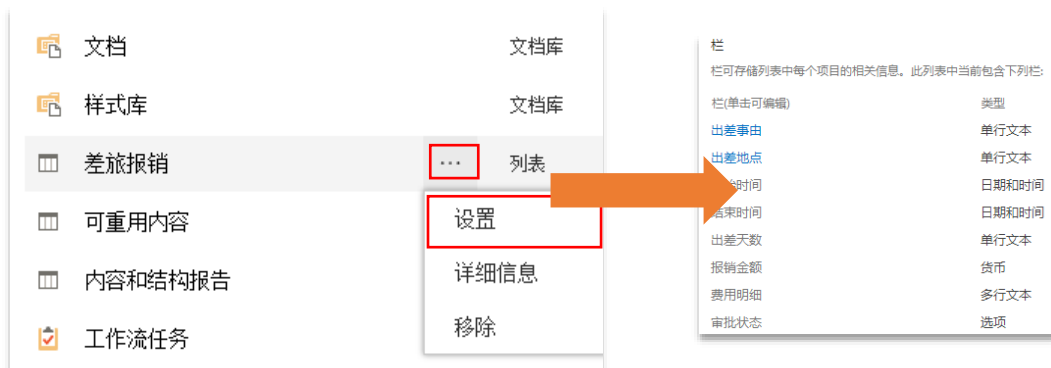 文档 文档库
样式库 文档库
差旅报销 ... 列表
可重用内容
内容和结构报告
工作流任务
设置
详细信息
移除
栏
栏可存储列表中每个项目的相关信息。此列表中当前包含下列栏:
栏(单击可编辑) 类型
出差事由 单行文本
出差地点 单行文本
时间 日期和时间
结束时间 日期和时间
出差天数 单行文本
报销金额 货币
费用明细 多行文本
审批状态 选项